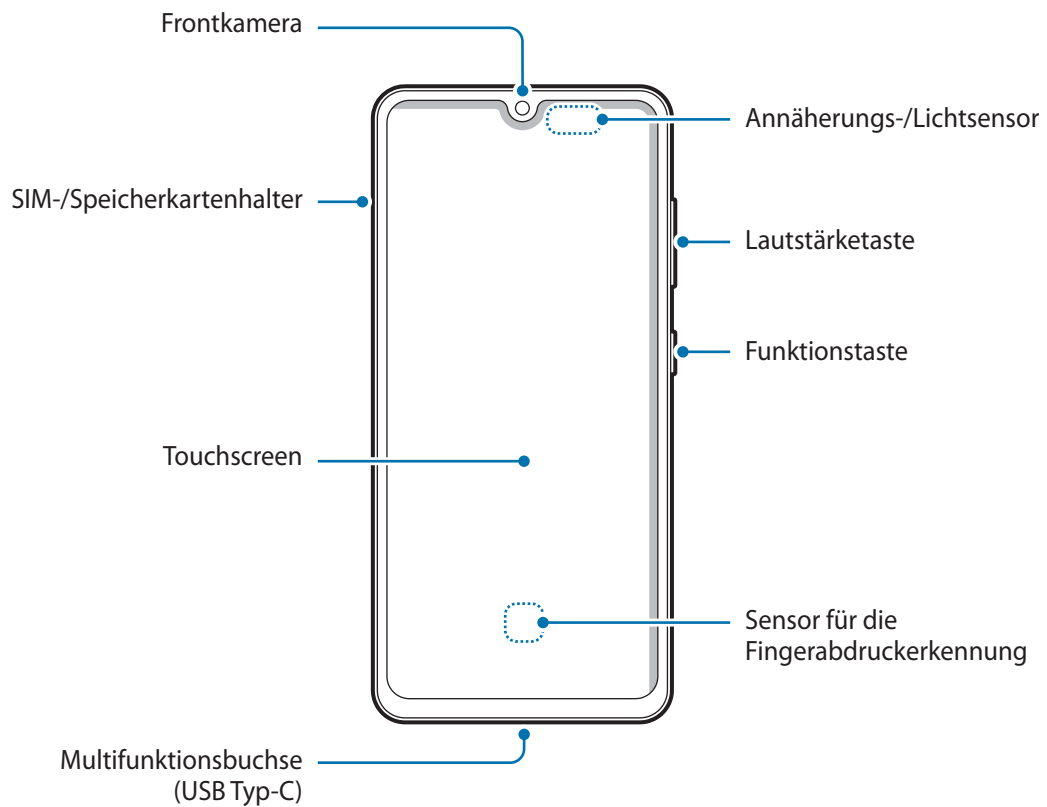 Frontkamera
Annäherungs-/Lichtsensor
SIM-/Speicherkartenhalter
Lautstärketaste
Funktionstaste
Touchscreen
Sensor für die
Fingerabdruckerkennung
Multifunktionsbuchse
(USB Typ-C)